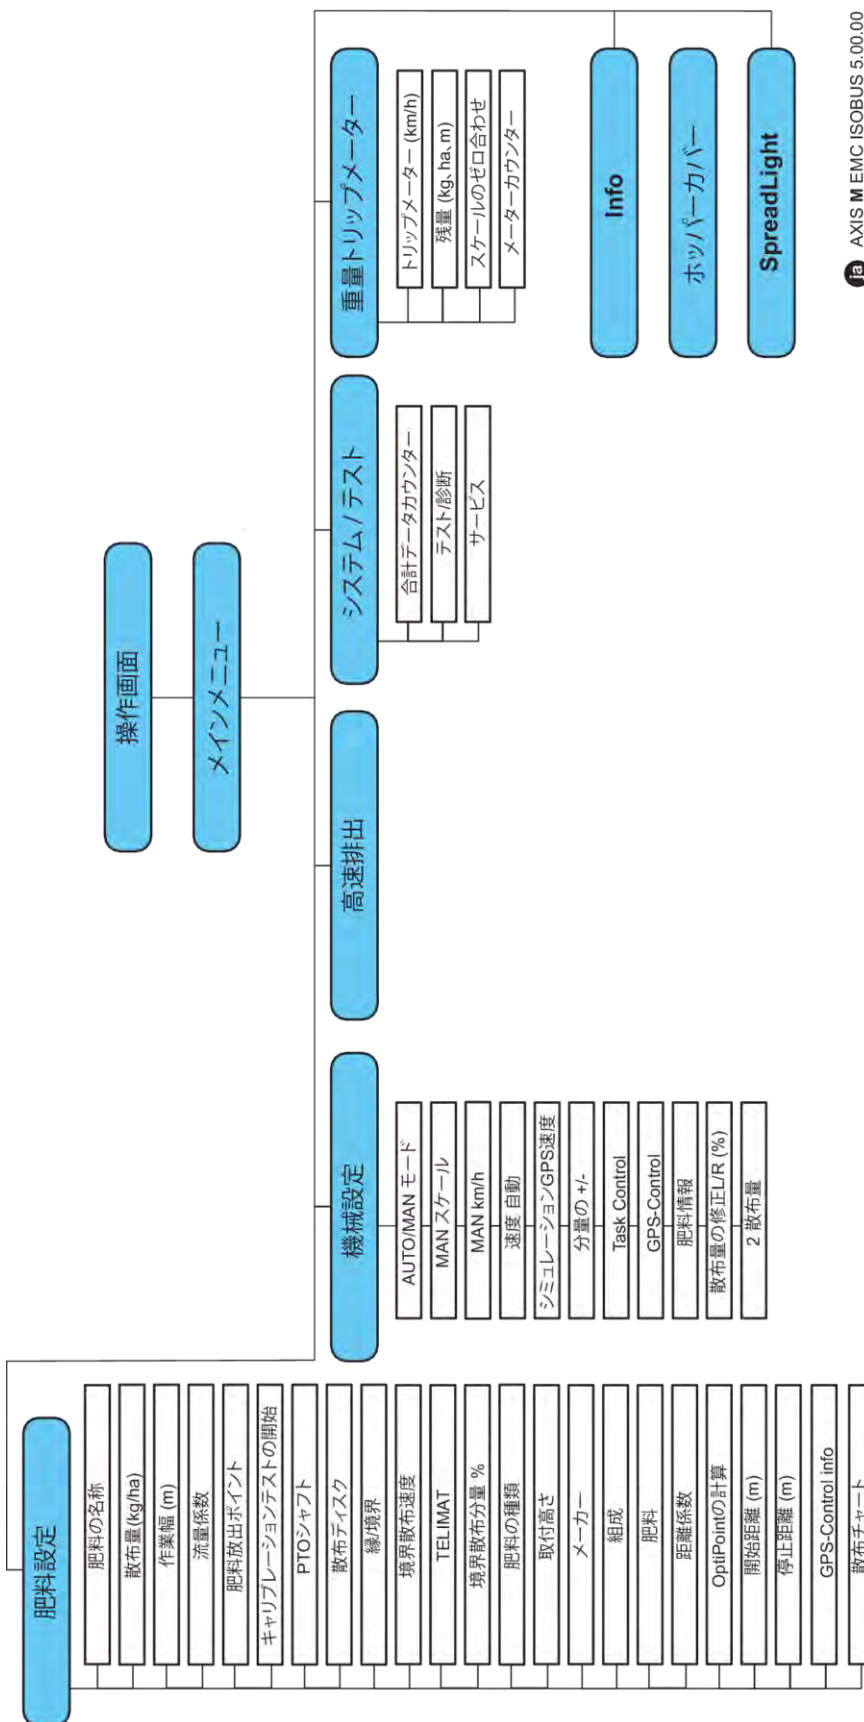 操作画面
メインメニュー
肥料設定
肥料の名称
散布量 (kg/ha)
作業幅 (m)
流量係数
肥料放出ポイント
キャリブレーションテストの開始
PTOシャフト
散布ディスク
縁/境界
境界散布速度
TELIMAT
境界散布分量 %
肥料の種類
取付高さ
メーカー
組成
肥料
距離係数
OptiPointの計算
開始距離 (m)
停止距離 (m)
GPS-Control info
散布チャート
機械設定
AUTO/MAN モード
MAN スケール
MAN km/h
速度 自動
シミュレーションGPS速度
分量の +/-
Task Control
GPS-Control
肥料情報
散布量の修正L/R (%)
2 散布量
高速排出
システム / テスト
合計データカウンター
テスト/診断
サービス
重量トリップメーター
トリップメーター (km/h)
残量 (kg、ha、m)
スケールのゼロ合わせ
メーターカウンター
Info
ホッパーカバー
SpreadLight
ja AXIS M EMC ISOBUS 5.00.00